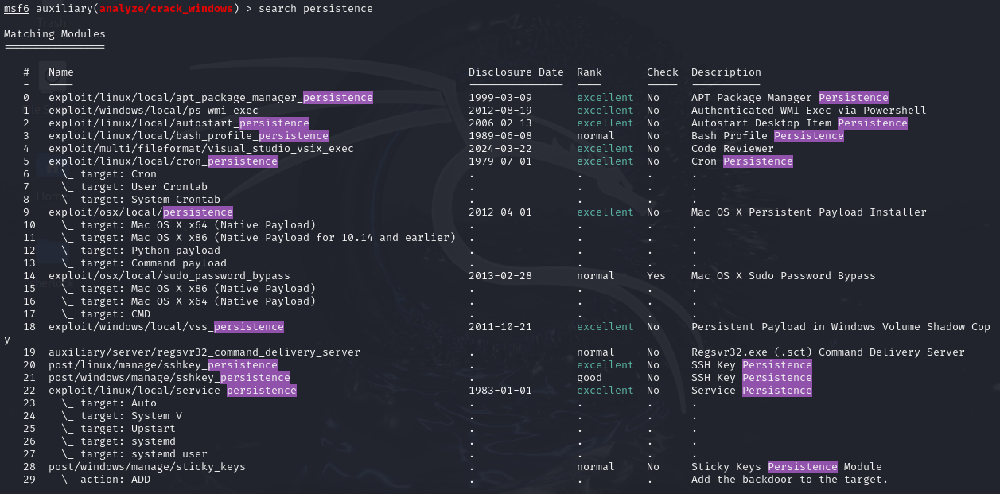 msf6 auxiliary(analyze/crack_windows) > search persistence
Matching Modules
================
# Name Disclosure Date Rank Check Description
- ---- --------------- ---- ----- -----------
0 exploit/linux/local/apt_package_manager_persistence 1999-03-09 excellent No APT Package Manager Persistence
1 exploit/windows/local/ps_wmi_exec 2012-08-19 excellent No Authenticated WMI Exec via Powershell
2 exploit/linux/local/autostart_persistence 2006-02-13 excellent No Autostart Desktop Item Persistence
3 exploit/linux/local/bash_profile_persistence 1989-06-08 normal No Bash Profile Persistence
4 exploit/multi/fileformat/visual_studio_vsix_exec 2024-03-22 excellent No Code Reviewer
5 exploit/linux/local/cron_persistence 1979-07-01 excellent No Cron Persistence
6 \_ target: Cron . . . .
7 \_ target: User Crontab . . . .
8 \_ target: System Crontab . . . .
9 exploit/osx/local/persistence 2012-04-01 excellent No Mac OS X Persistent Payload Installer
10 \_ target: Mac OS X x64 (Native Payload) . . . .
11 \_ target: Mac OS X x86 (Native Payload for 10.14 and earlier) . . . .
12 \_ target: Python payload . . . .
13 \_ target: Command payload . . . .
14 exploit/osx/local/sudo_password_bypass 2013-02-28 normal Yes Mac OS X Sudo Password Bypass
15 \_ target: Mac OS X x86 (Native Payload) . . . .
16 \_ target: Mac OS X x64 (Native Payload) . . . .
17 \_ target: CMD . . . .
18 exploit/windows/local/vss_persistence 2011-10-21 excellent No Persistent Payload in Windows Volume Shadow Cop
y
19 auxiliary/server/regsvr32_command_delivery_server . normal No Regsvr32.exe (.sct) Command Delivery Server
20 post/linux/manage/sshkey_persistence . excellent No SSH Key Persistence
21 post/windows/manage/sshkey_persistence . good No SSH Key Persistence
22 exploit/linux/local/service_persistence 1983-01-01 excellent No Service Persistence
23 \_ target: Auto . . . .
24 \_ target: System V . . . .
25 \_ target: Upstart . . . .
26 \_ target: systemd . . . .
27 \_ target: systemd user . . . .
28 post/windows/manage/sticky_keys . normal No Sticky Keys Persistence Module
29 \_ action: ADD . . . Add the backdoor to the target.